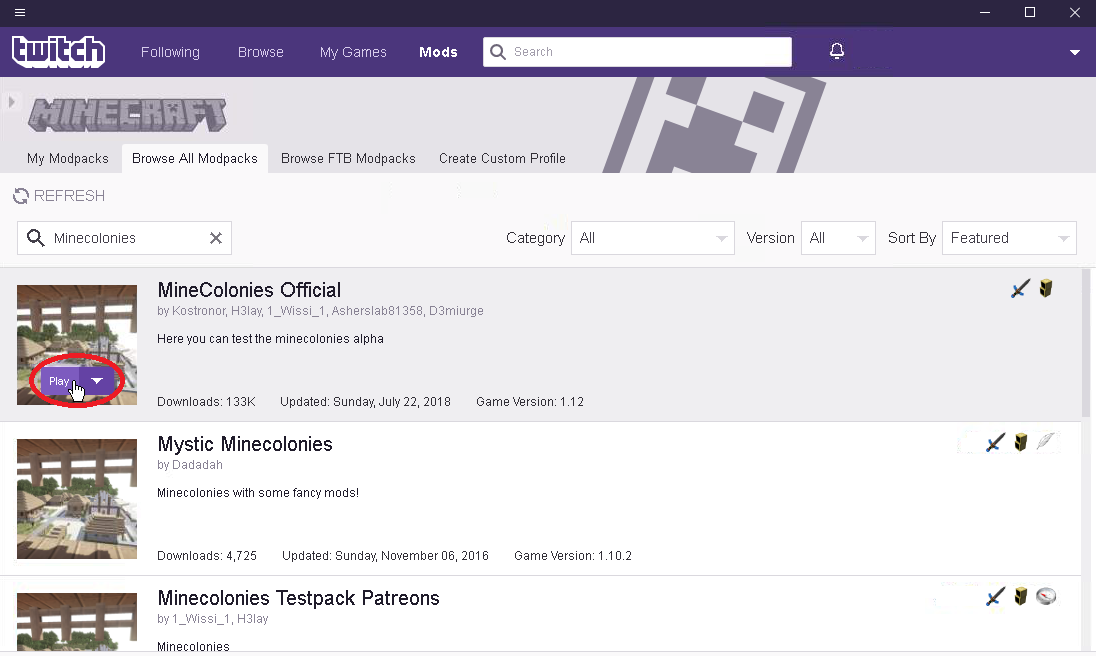 twitch Following Browse My Games Mods Search
MINECRAFT
My Modpacks Browse All Modpacks Browse FTB Modpacks Create Custom Profile
REFRESH
Minecolonies Category All Version All Sort By Featured
MineColonies Official
by Kostronor, H3lay, 1_Wissi_1, Asherslab81358, D3miurge
Here you can test the minecolonies alpha
Play
Downloads: 133K Updated: Sunday, July 22, 2018 Game Version: 1.12
Mystic Minecolonies
by Dadadah
Minecolonies with some fancy mods!
Downloads: 4,725 Updated: Sunday, November 06, 2016 Game Version: 1.10.2
Minecolonies Testpack Patreons
by 1_Wissi_1, H3lay
Minecolonies